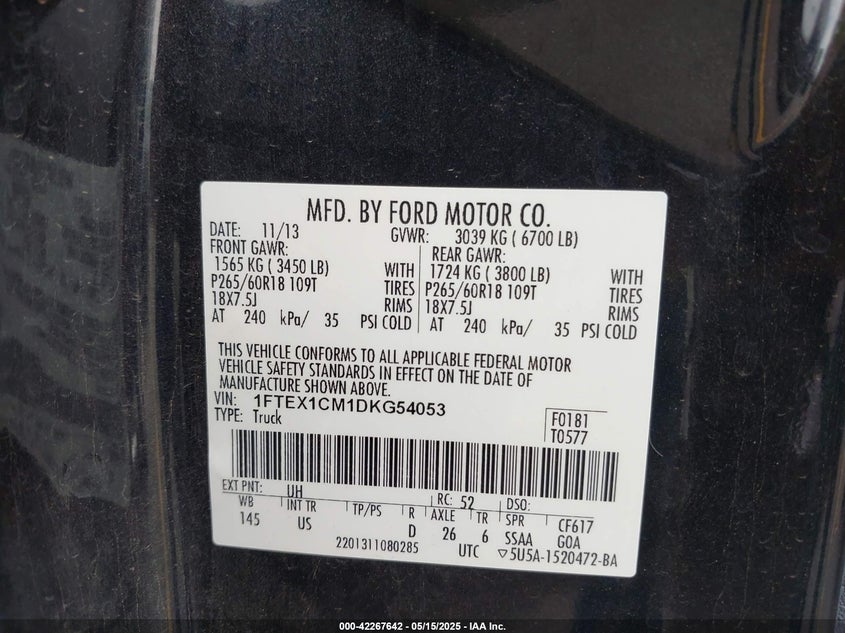 MFD. BY FORD MOTOR CO.
DATE: 11/13 GVWR: 3039 KG ( 6700 LB)
FRONT GAWR: REAR GAWR:
1565 KG ( 3450 LB) WITH 1724 KG ( 3800 LB) WITH
P265/60R18 109T TIRES P265/60R18 109T TIRES
18X7.5J RIMS 18X7.5J RIMS
AT 240 kPa/ 35 PSI COLD AT 240 kPa/ 35 PSI COLD
THIS VEHICLE CONFORMS TO ALL APPLICABLE FEDERAL MOTOR
VEHICLE SAFETY STANDARDS IN EFFECT ON THE DATE OF
MANUFACTURE SHOWN ABOVE.
VIN: 1FTEX1CM1DKG54053 F0181
TYPE: Truck T0577
EXT PNT: UH RC: 52 DSO:
WB INT TR TP/PS R AXLE TR SPR CF617
145 US D 26 6 SSAA GOA
2201311080285 UTC ▽5U5A-1520472-BA
000-42267642 - 05/15/2025 - IAA Inc.